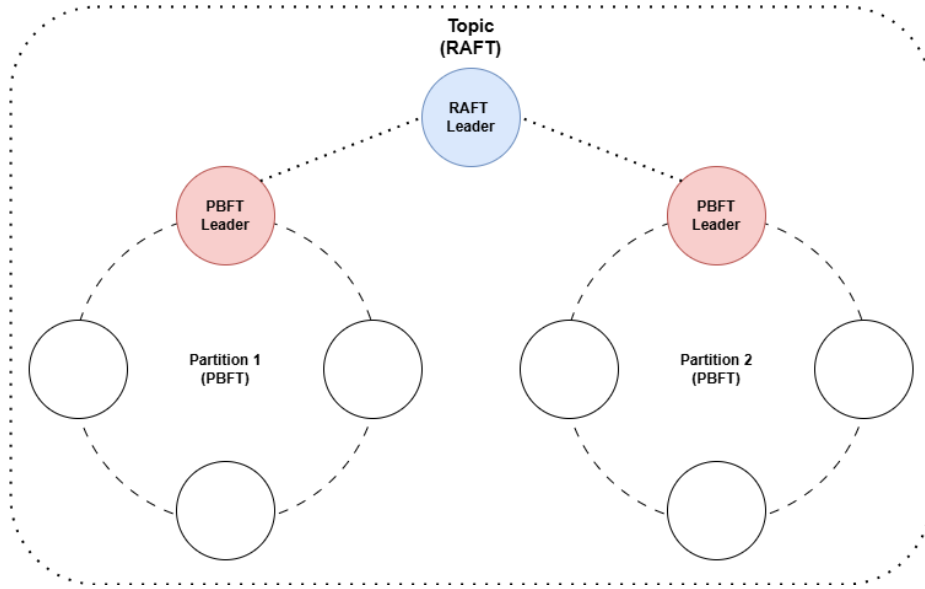 Topic
(RAFT)
RAFT
Leader
PBFT
Leader
PBFT
Leader
Partition 1
(PBFT)
Partition 2
(PBFT)